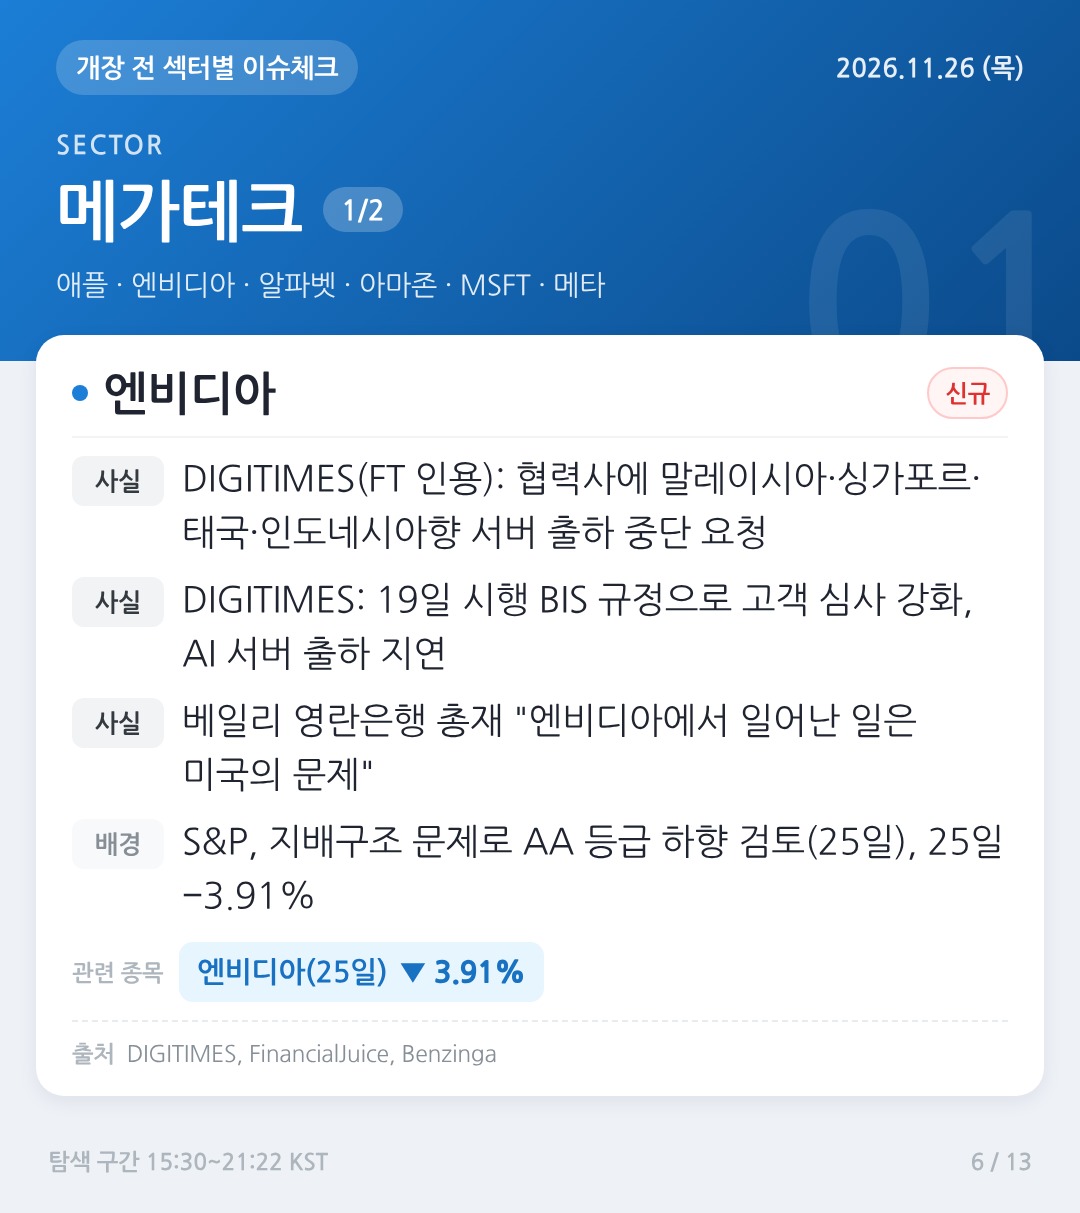 개장 전 섹터별 이슈체크
2026.11.26 (목)
SECTOR
메가테크 1/2
애플 · 엔비디아 · 알파벳 · 아마존 · MSFT · 메타
01
엔비디아
신규
사실 DIGITIMES(FT 인용): 협력사에 말레이시아·싱가포르·
태국·인도네시아향 서버 출하 중단 요청
사실 DIGITIMES: 19일 시행 BIS 규정으로 고객 심사 강화,
AI 서버 출하 지연
사실 베일리 영란은행 총재 "엔비디아에서 일어난 일은
미국의 문제"
배경 S&P, 지배구조 문제로 AA 등급 하향 검토(25일), 25일
−3.91%
관련 종목 엔비디아(25일) ▼ 3.91%
출처 DIGITIMES, FinancialJuice, Benzinga
탐색 구간 15:30~21:22 KST
6 / 13